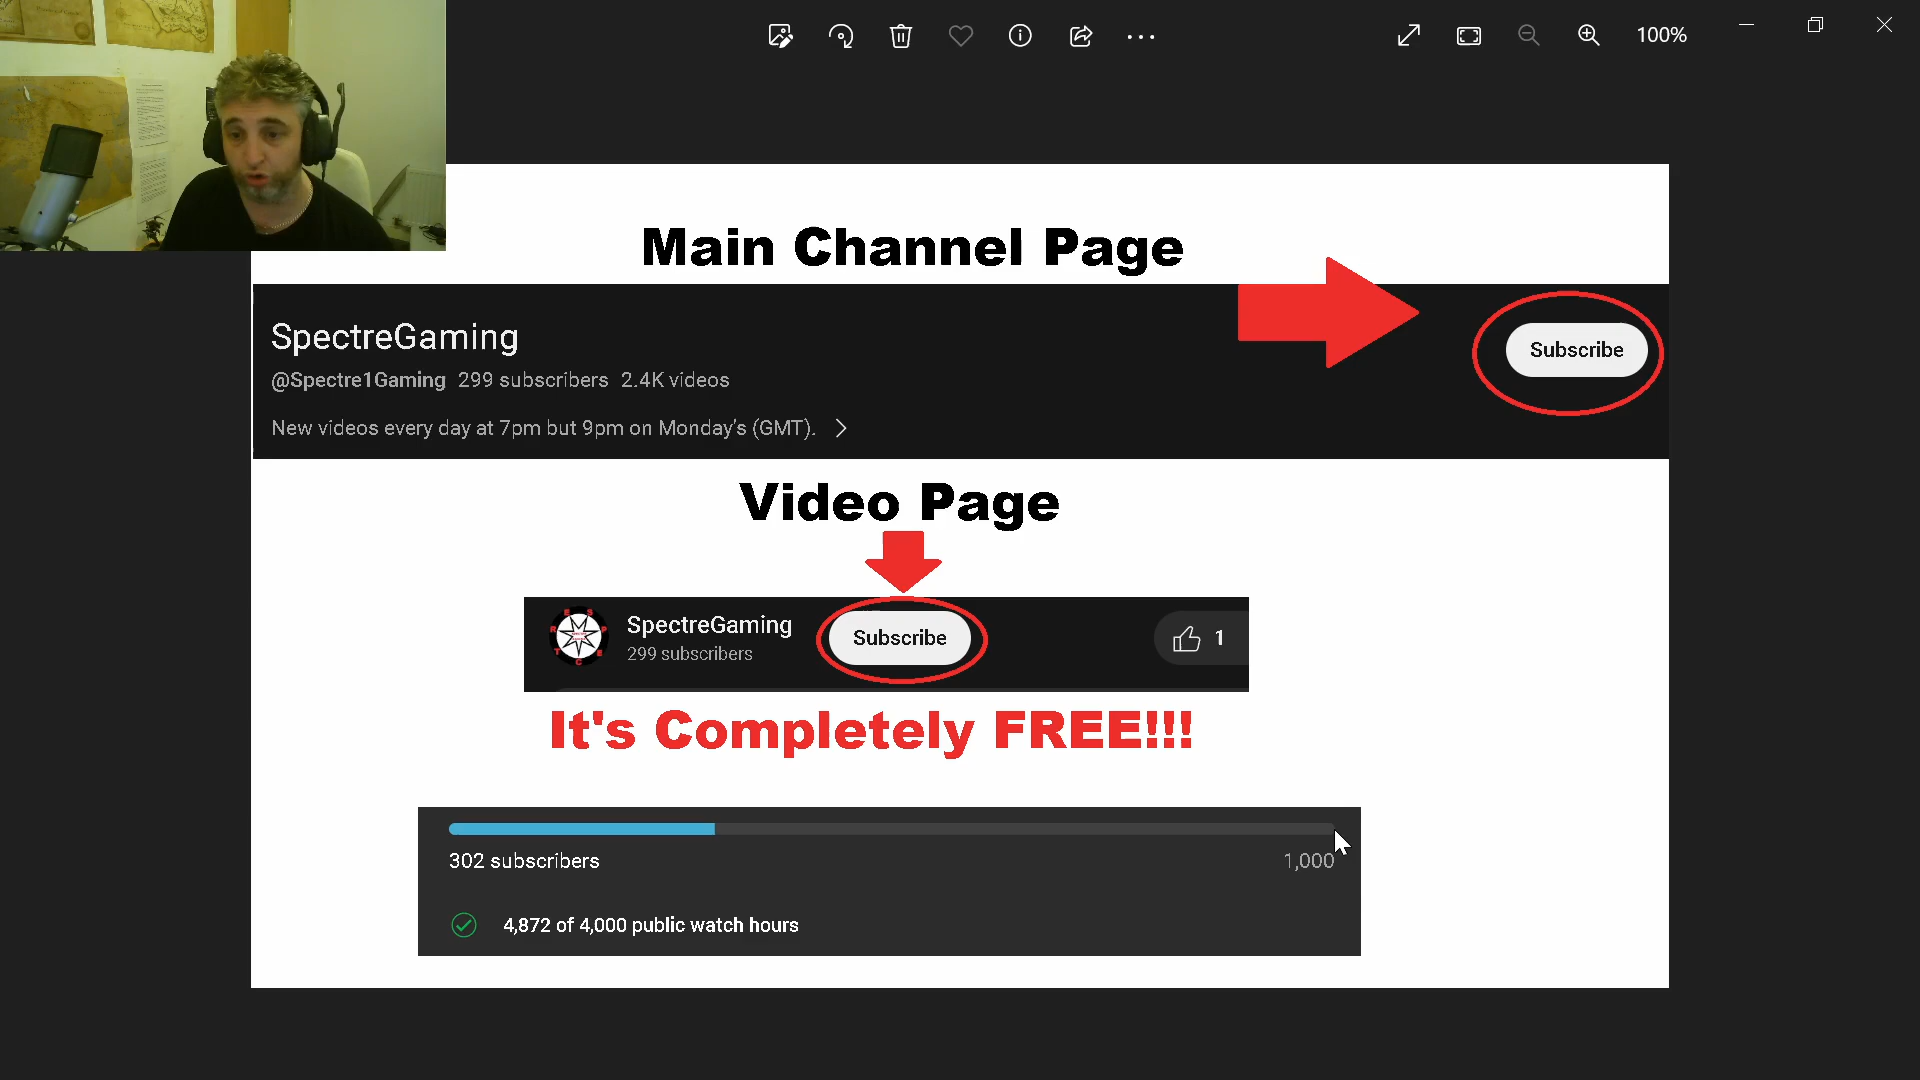 100%
Main Channel Page
SpectreGaming
Subscribe
@Spectre1Gaming 299 subscribers 2.4K videos
New videos every day at 7pm but 9pm on Monday's (GMT).
Video Page
SpectreGaming
299 subscribers
Subscribe
1
It's Completely FREE!!!
302 subscribers
1,000
4,872 of 4,000 public watch hours